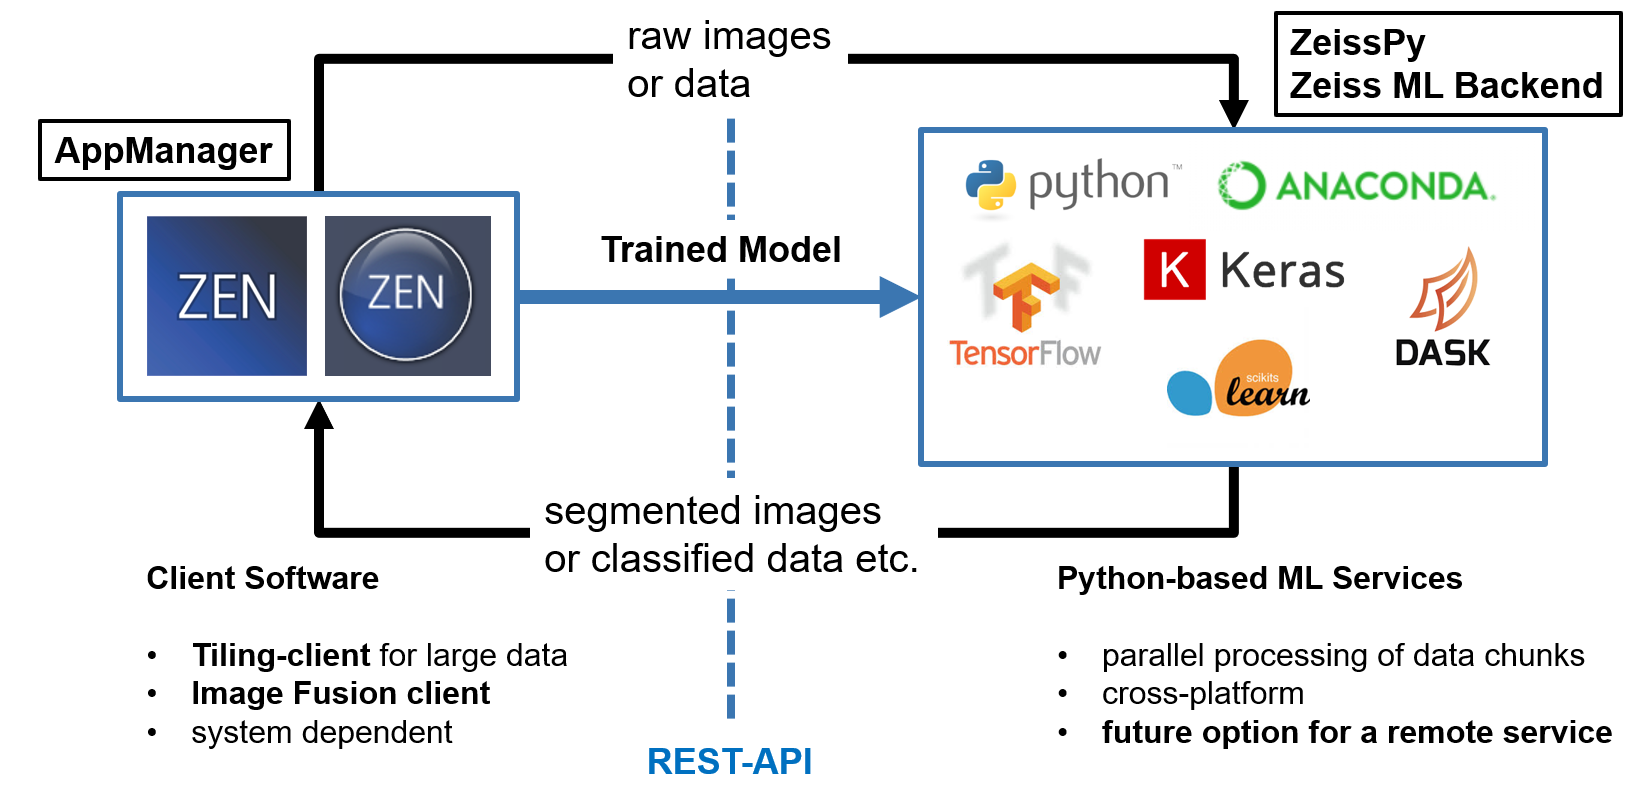 raw images
or data
ZeissPy
Zeiss ML Backend
AppManager
python™
ANACONDA.
ZEN
ZEN
Trained Model
TF
K Keras
TensorFlow
DASK
scikits
learn
segmented images
or classified data etc.
Client Software
Python-based ML Services
• Tiling-client for large data
• Image Fusion client
• system dependent
• parallel processing of data chunks
• cross-platform
• future option for a remote service
REST-API